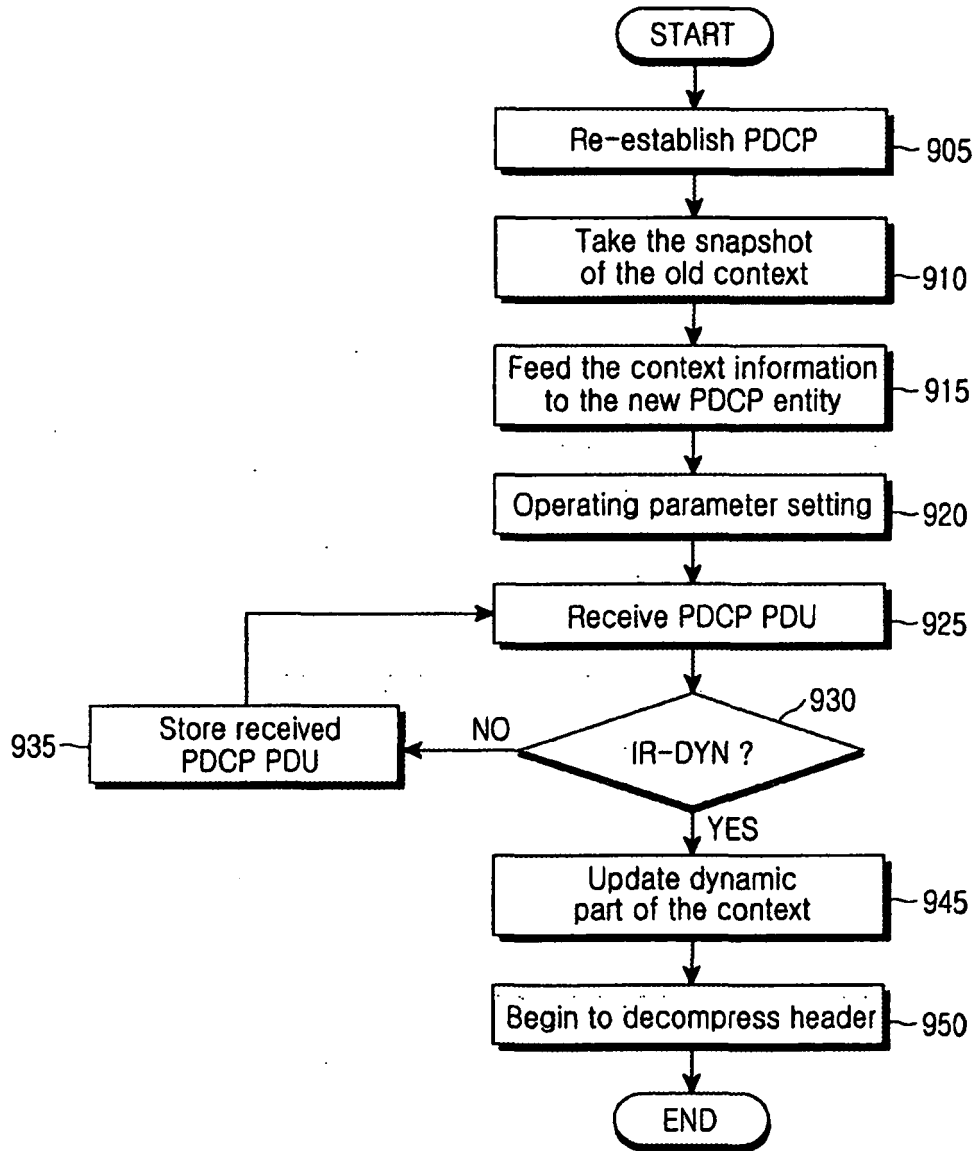 START
Re-establish PDCP
905
Take the snapshot
of the old context
910
Feed the context information
to the new PDCP entity
915
Operating parameter setting
920
Receive PDCP PDU
925
930
IR-DYN ?
NO
Store received
PDCP PDU
935
YES
Update dynamic
part of the context
945
Begin to decompress header
950
END